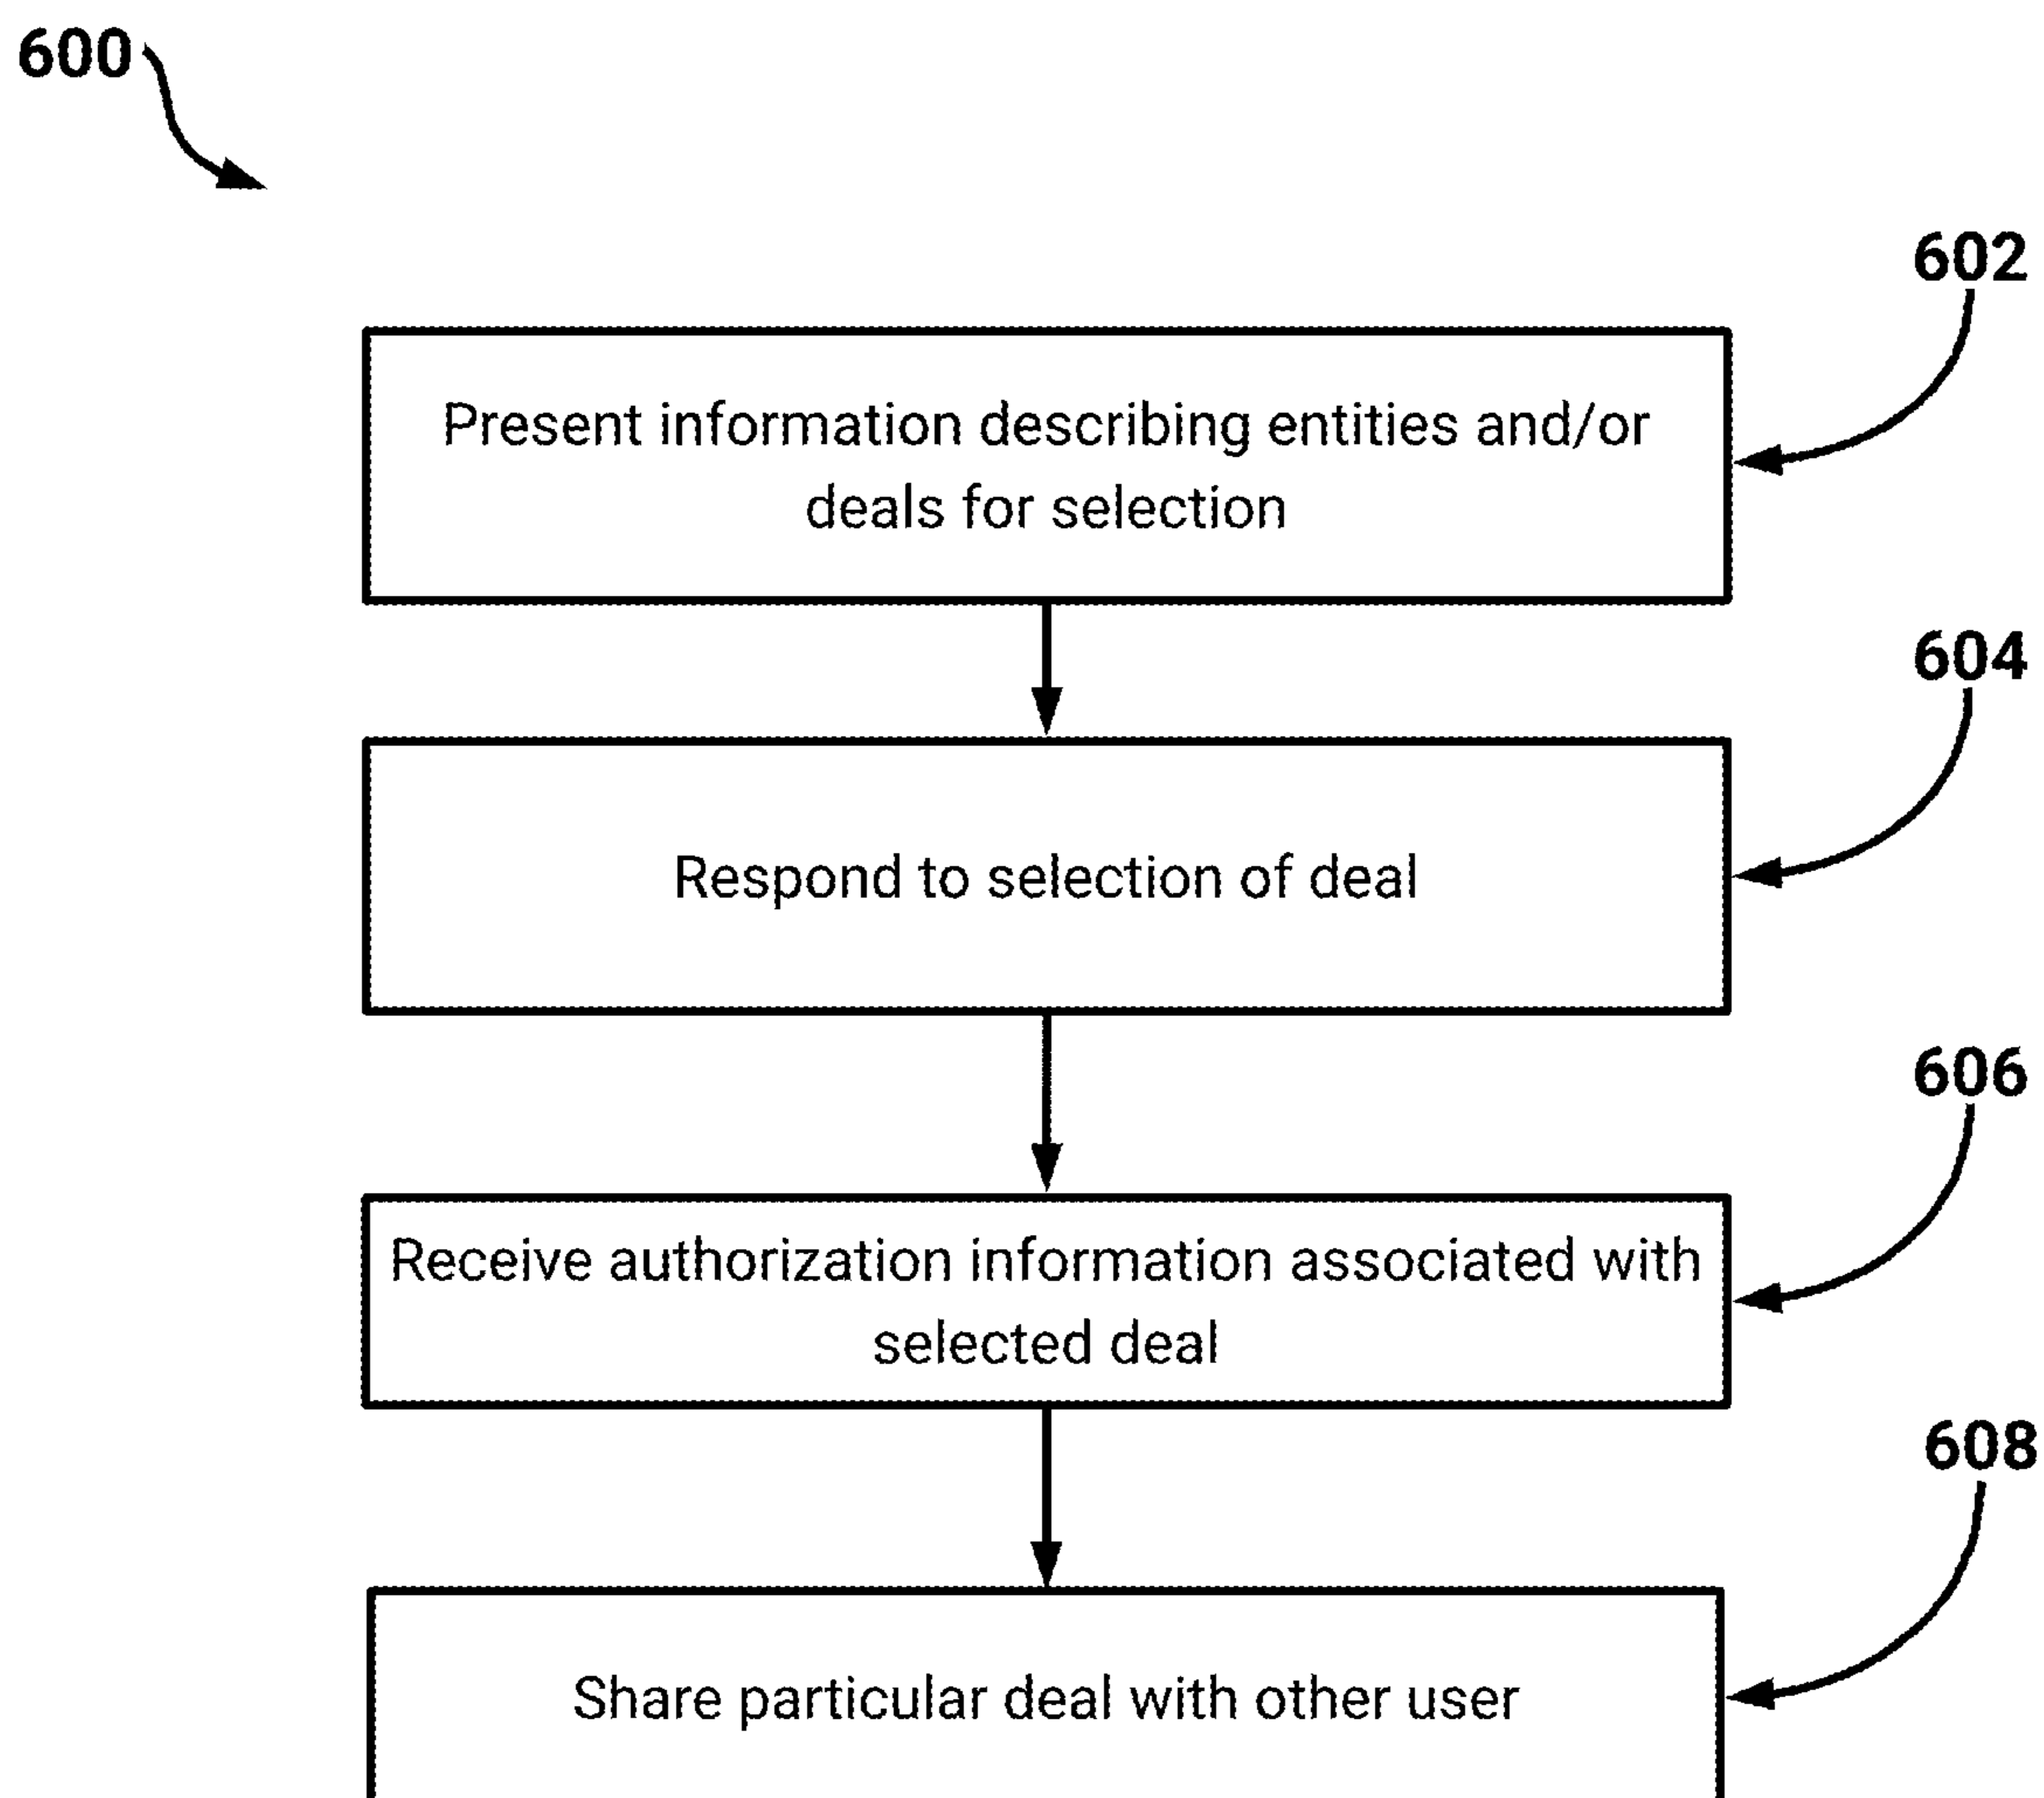 600
602
Present information describing entities and/or
deals for selection
604
Respond to selection of deal
606
Receive authorization information associated with
selected deal
608
Share particular deal with other user